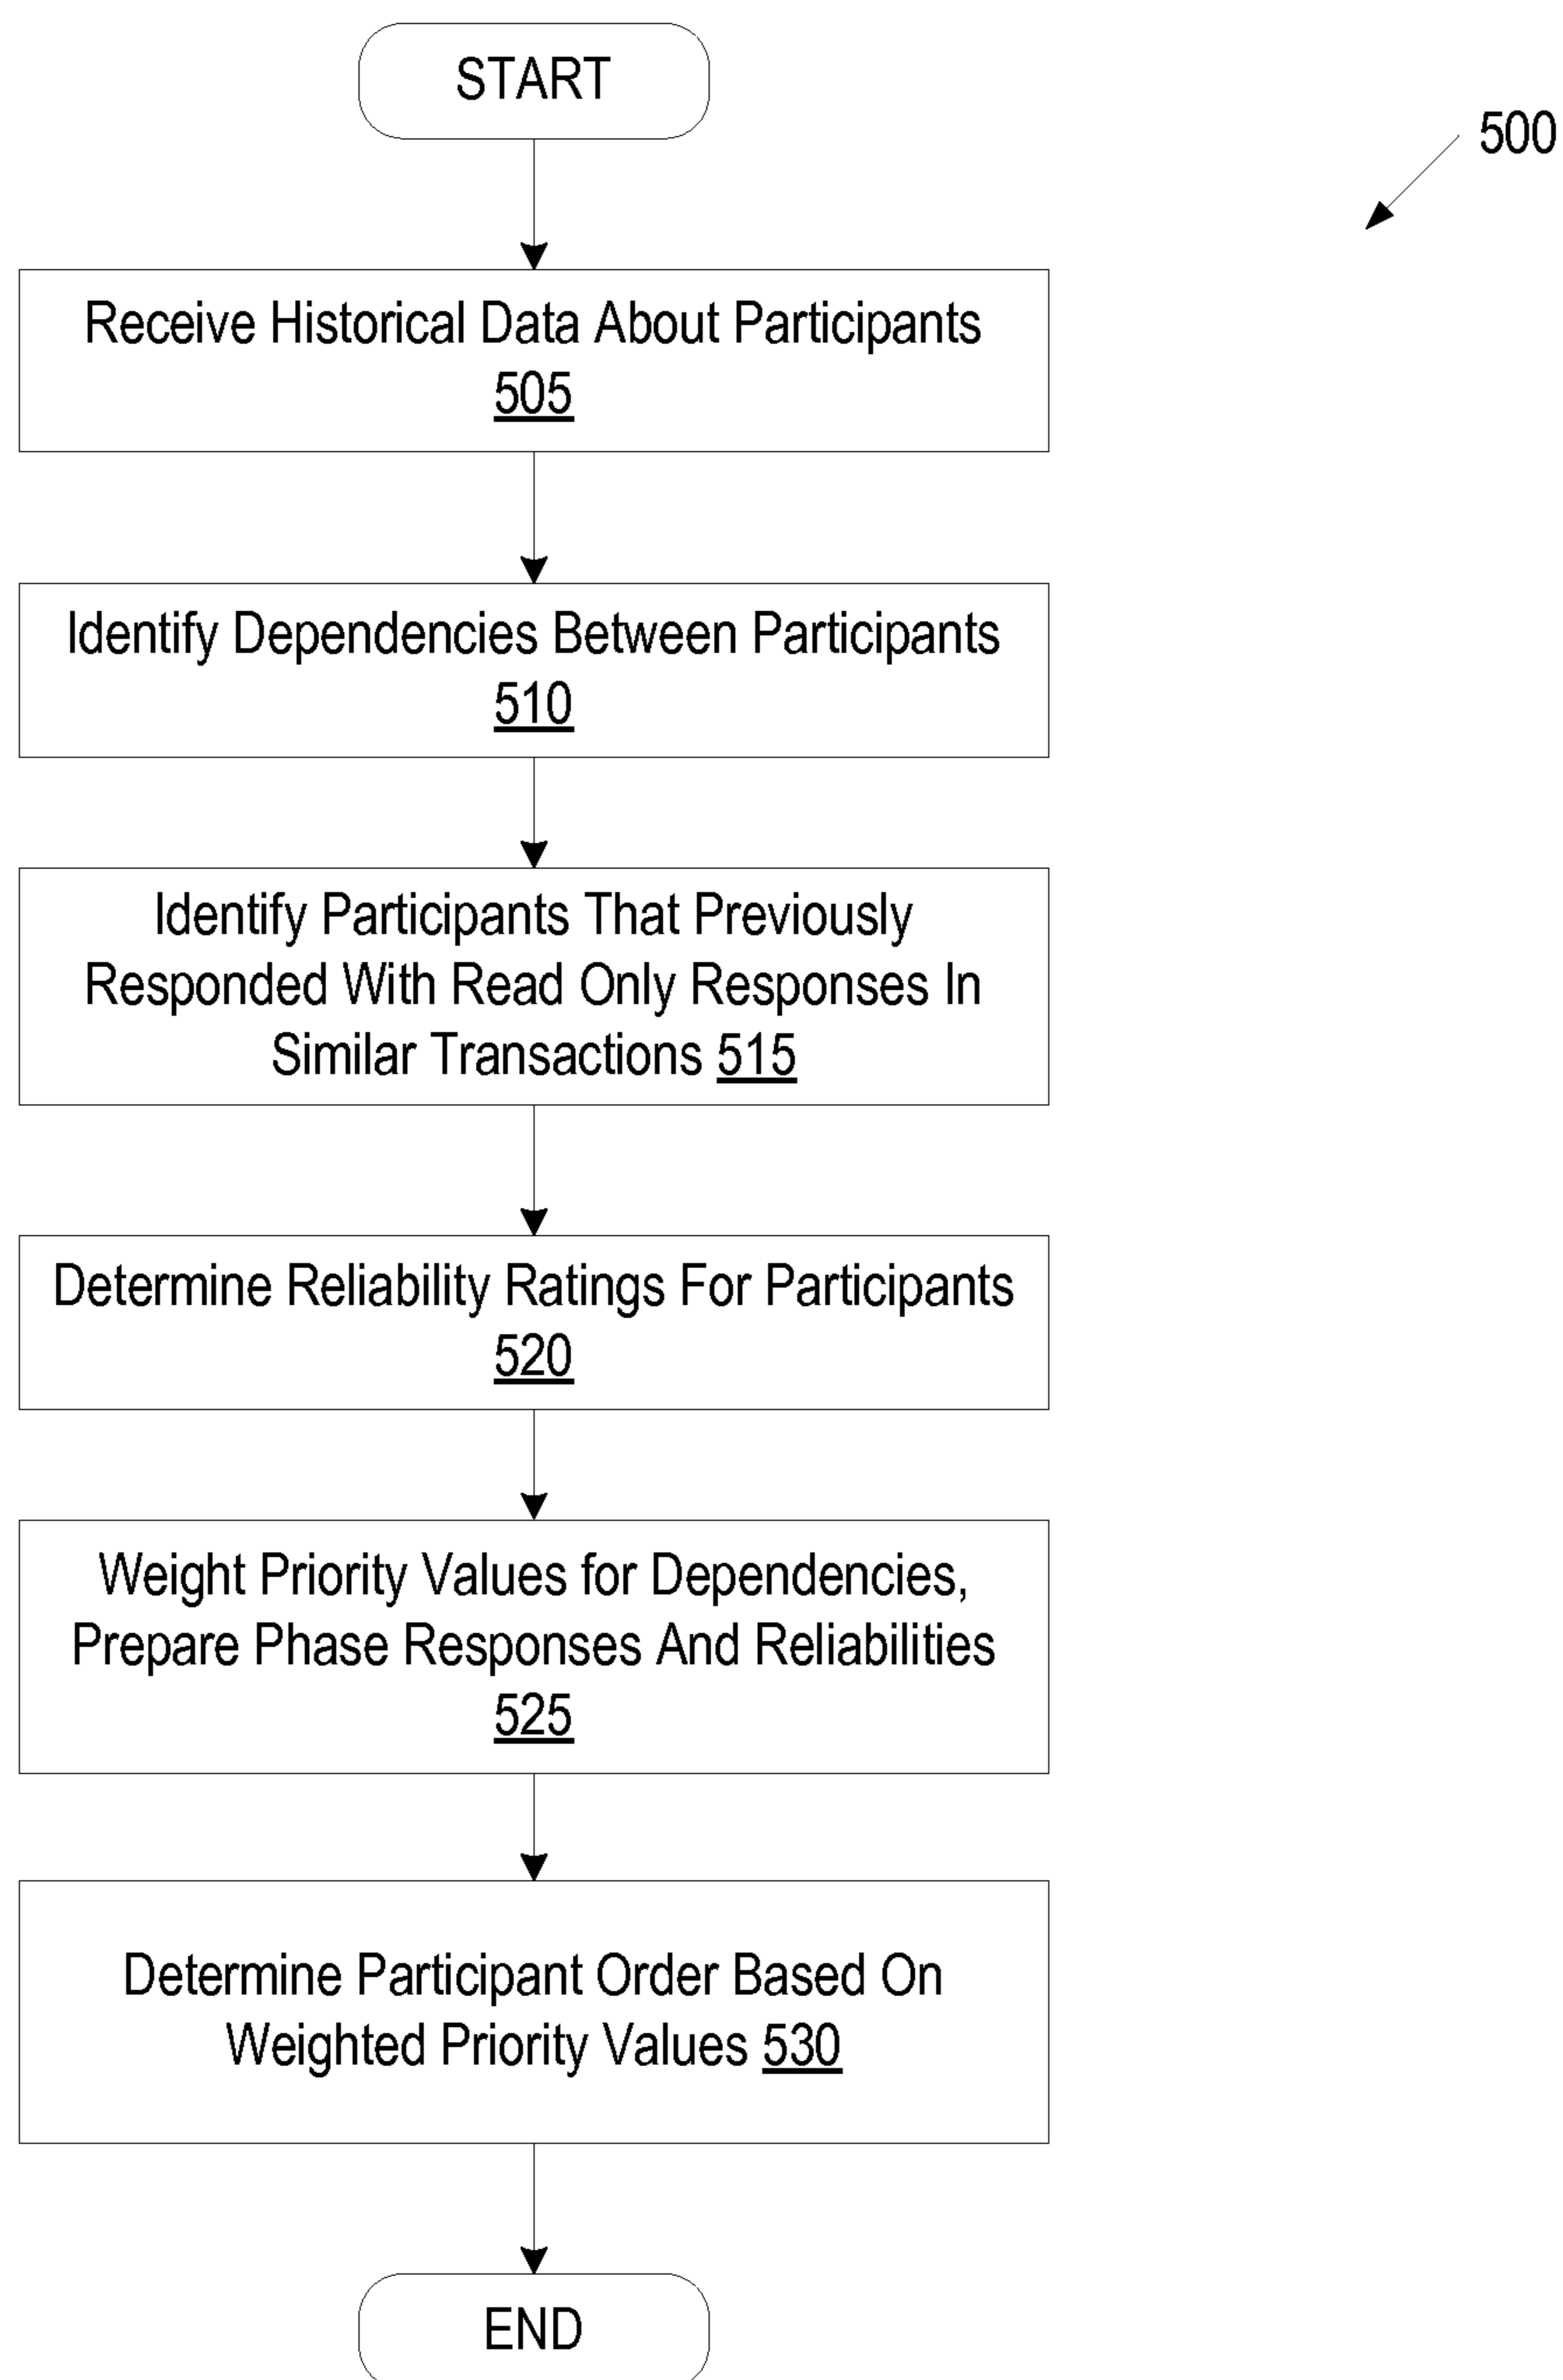 START
500
Receive Historical Data About Participants
505
Identify Dependencies Between Participants
510
Identify Participants That Previously
Responded With Read Only Responses In
Similar Transactions 515
Determine Reliability Ratings For Participants
520
Weight Priority Values for Dependencies,
Prepare Phase Responses And Reliabilities
525
Determine Participant Order Based On
Weighted Priority Values 530
END